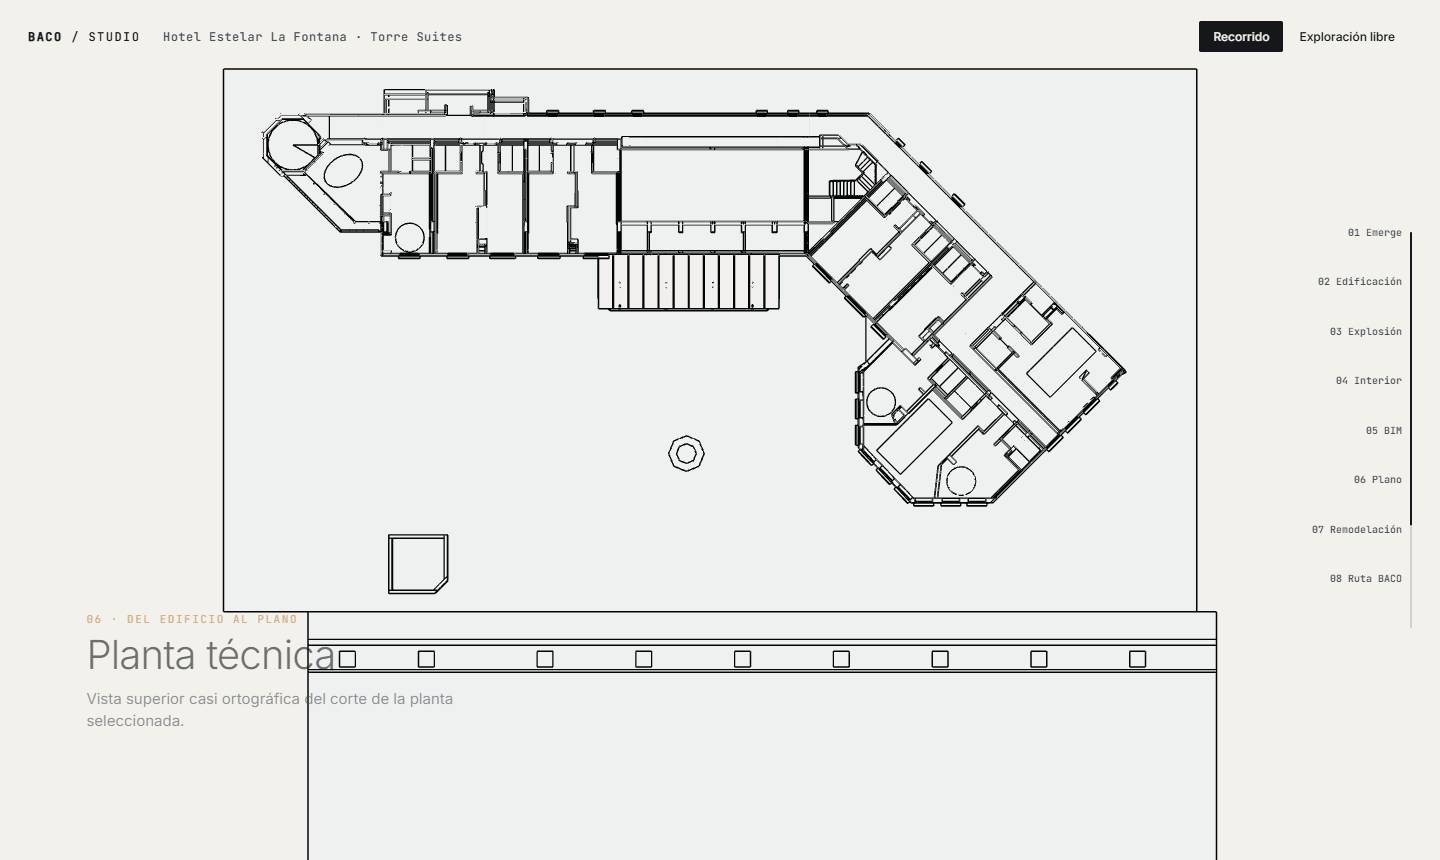 BACO / STUDIO Hotel Estelar La Fontana · Torre Suites
Recorrido Exploración libre
01 Emerge
02 Edificación
03 Explosión
04 Interior
05 BIM
06 Plano
07 Remodelación
08 Ruta BACO
06 · DEL EDIFICIO AL PLANO
Planta técnica
Vista superior casi ortográfica del corte de la planta
seleccionada.